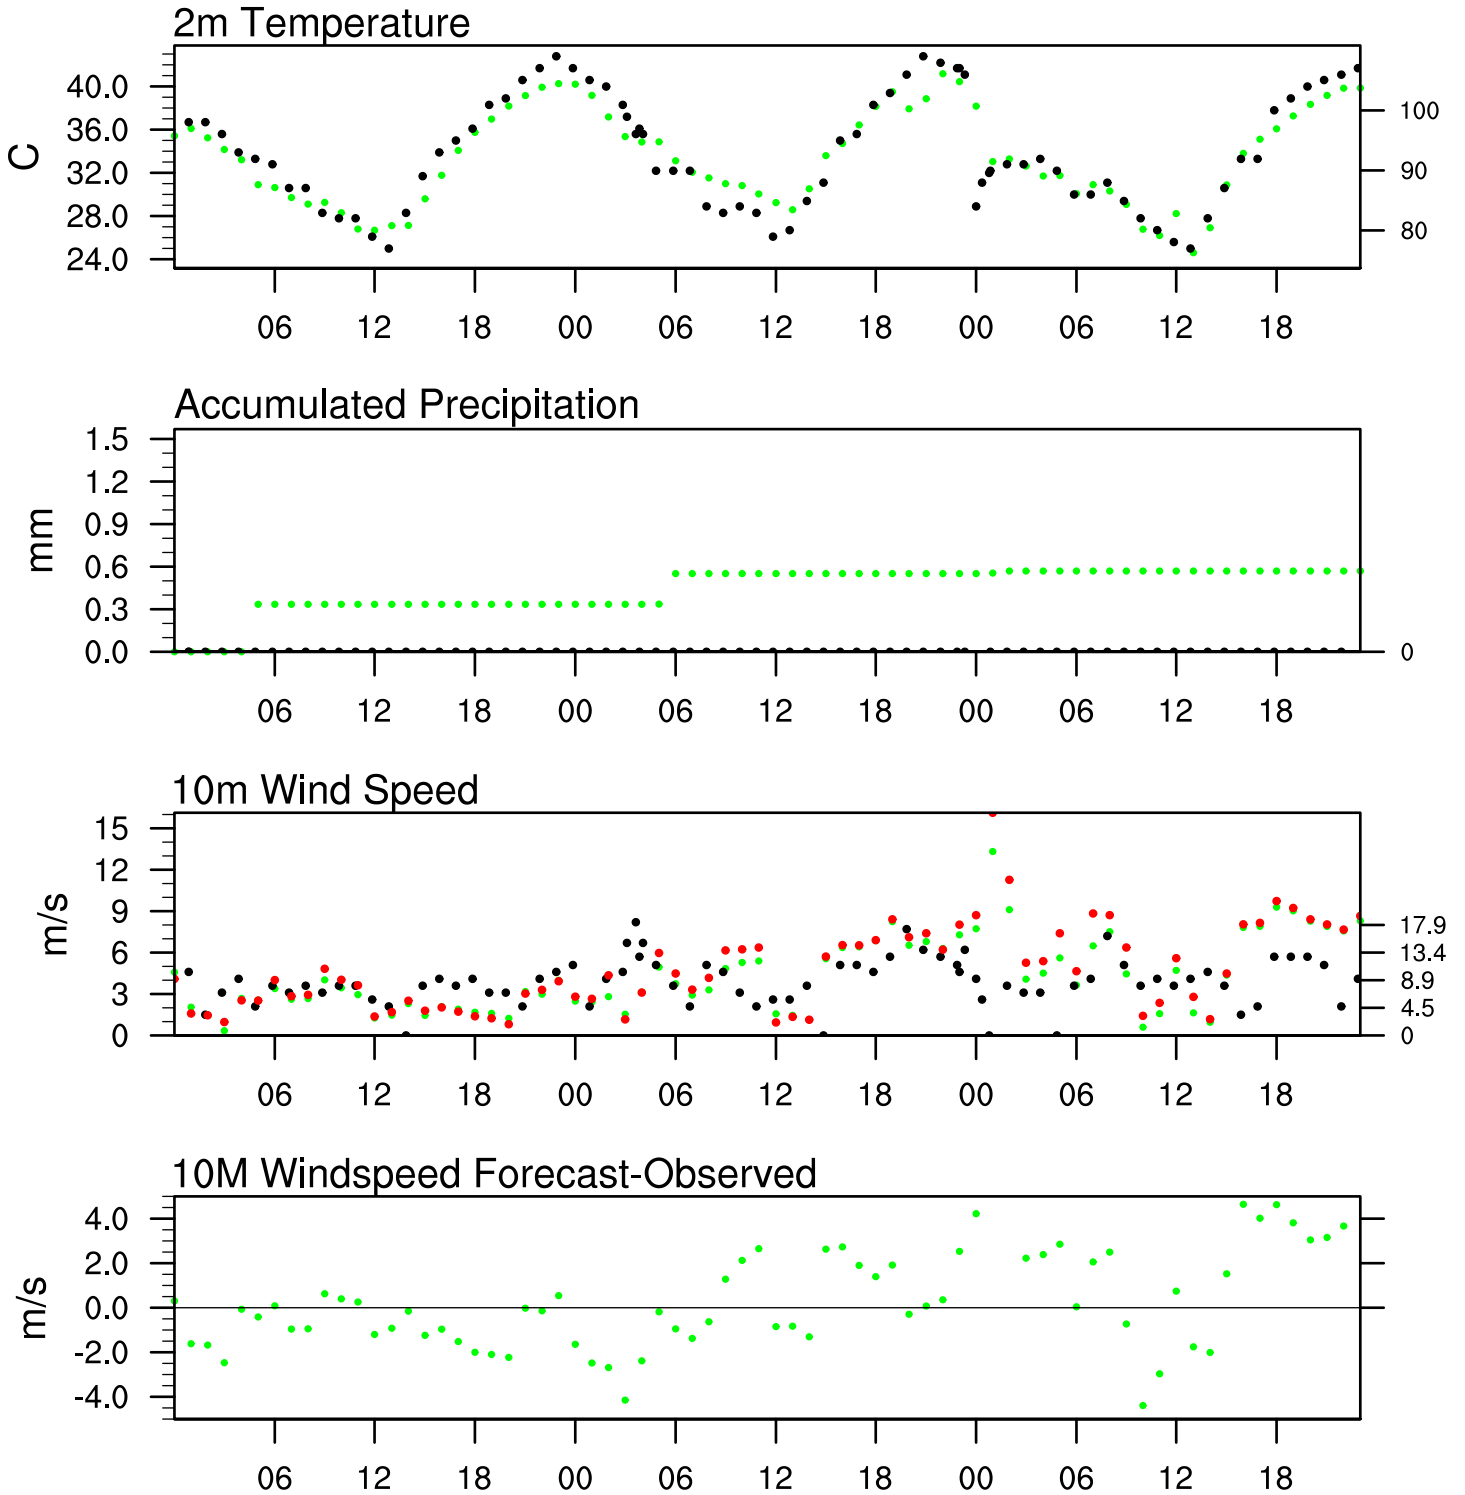 2m Temperature
40.0
36.0
32.0
28.0
24.0
C
100
90
80
06 12 18 00 06 12 18 00 06 12 18
Accumulated Precipitation
1.5
1.2
0.9
0.6
0.3
0.0
mm
0
06 12 18 00 06 12 18 00 06 12 18
10m Wind Speed
15
12
9
6
3
0
m/s
17.9
13.4
8.9
4.5
0
06 12 18 00 06 12 18 00 06 12 18
10M Windspeed Forecast-Observed
4.0
2.0
0.0
-2.0
-4.0
m/s
06 12 18 00 06 12 18 00 06 12 18